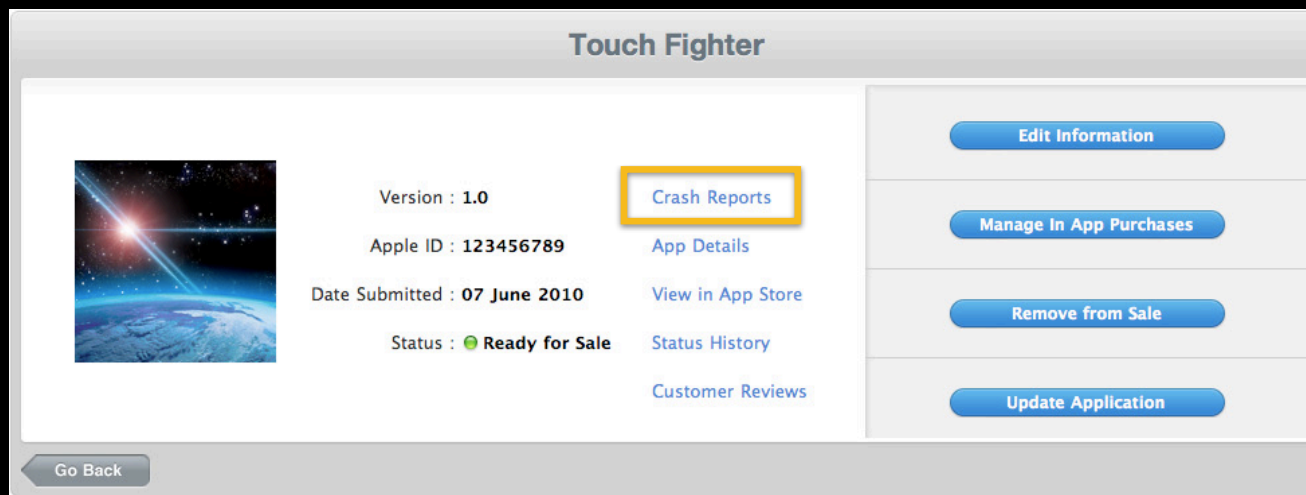 Touch Fighter
Version : 1.0
Crash Reports
Apple ID : 123456789
App Details
Date Submitted : 07 June 2010
View in App Store
Status : Ready for Sale
Status History
Customer Reviews
Edit Information
Manage In App Purchases
Remove from Sale
Update Application
Go Back